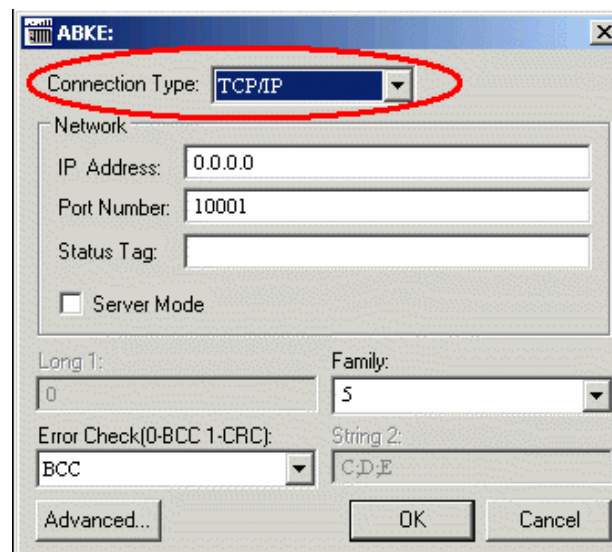 ABKE:
Connection Type: TCP/IP
Network
IP Address: 0.0.0.0
Port Number: 10001
Status Tag:
Server Mode
Long 1:
Family:
0
5
Error Check(0-BCC 1-CRC):
String 2:
BCC
C;D;E
Advanced...
OK
Cancel